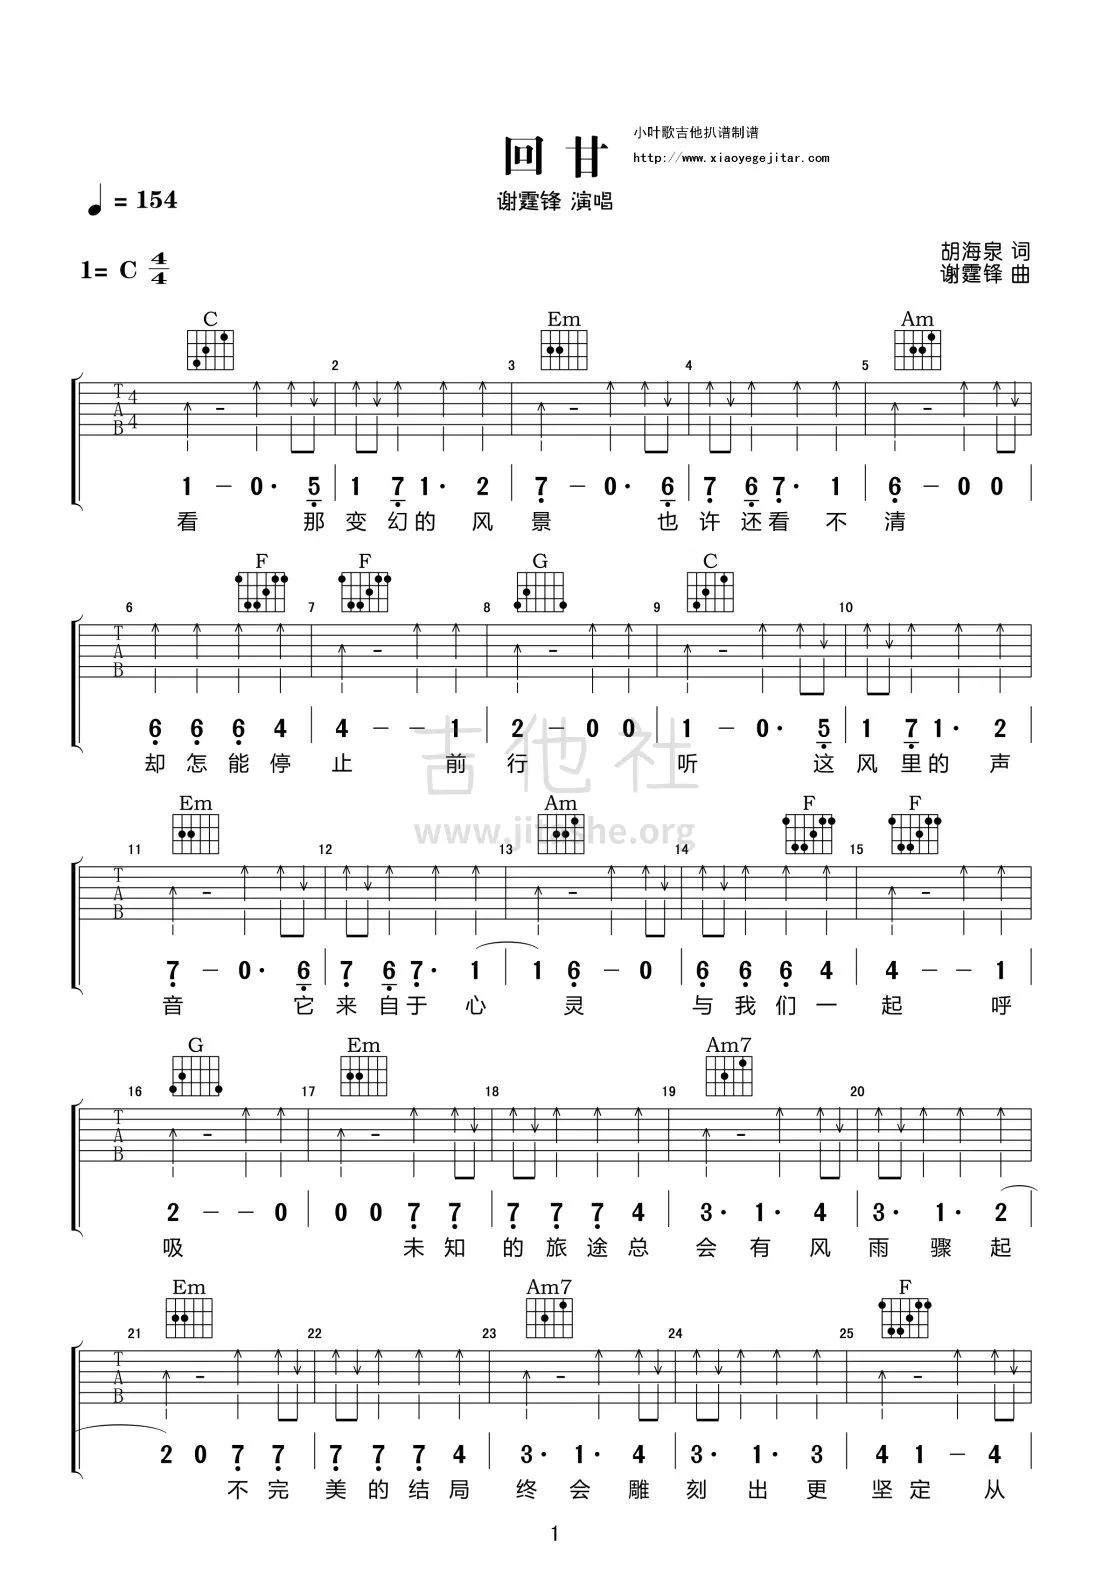 小叶歌吉他扒谱制谱
回甘
http://www.xiaoyegejitar.com
♩ = 154
谢霆锋 演唱
1= C 4/4
胡海泉 词
谢霆锋 曲
C Em Am
2 3 4 5
T A B 4 4
1 – 0· 5 | 1 7 1· 2 | 7 – 0· 6 | 7 6 7· 1 | 6 – 0 0
看 那 变 幻 的 风 景 也 许 还 看 不 清
F F G C
6 7 8 9 10
T A B
6 6 6 4 | 4 – – 1 | 2 – 0 0 | 1 – 0· 5 | 1 7 1· 2
却 怎 能 停 止 前 行 听 这 风 里 的 声
吉他社
www.jitashe.org
Em Am F F
11 12 13 14 15
T A B
7 – 0· 6 | 7 6 7· 1 | 1 6 – 0 | 6 6 6 4 | 4 – – 1
音 它 来 自 于 心 灵 与 我 们 一 起 呼
G Em Am7
16 17 18 19 20
T A B
2 – – 0 | 0 0 7 7 | 7 7 7 4 | 3· 1· 4 | 3· 1· 2
吸 未 知 的 旅 途 总 会 有 风 雨 骤 起
Em Am7 F
21 22 23 24 25
T A B
2 0 7 7 | 7 7 7 4 | 3· 1· 4 | 3· 1· 3 | 4 1 – 4
不 完 美 的 结 局 终 会 雕 刻 出 更 坚 定 从
1